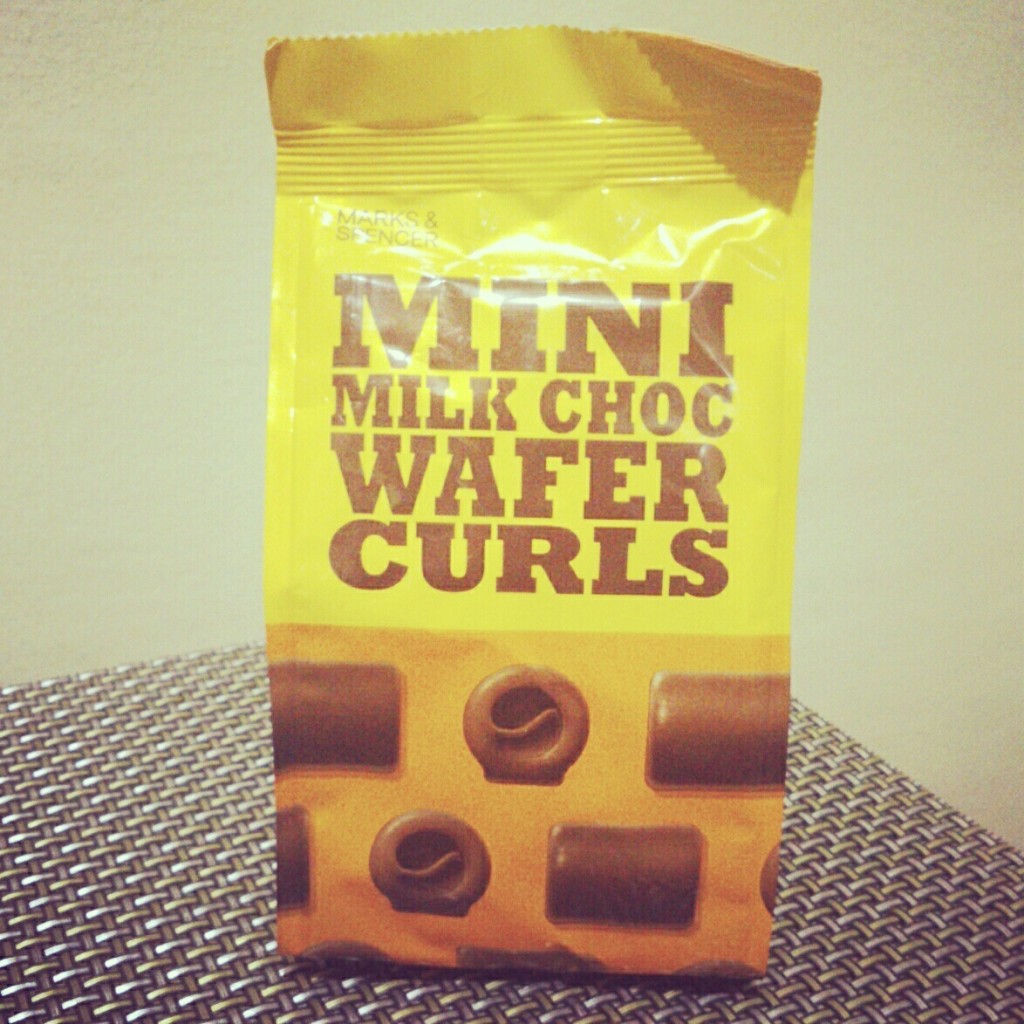 MARKS &
SPENCER
MINI
MILK CHOC
WAFER
CURLS